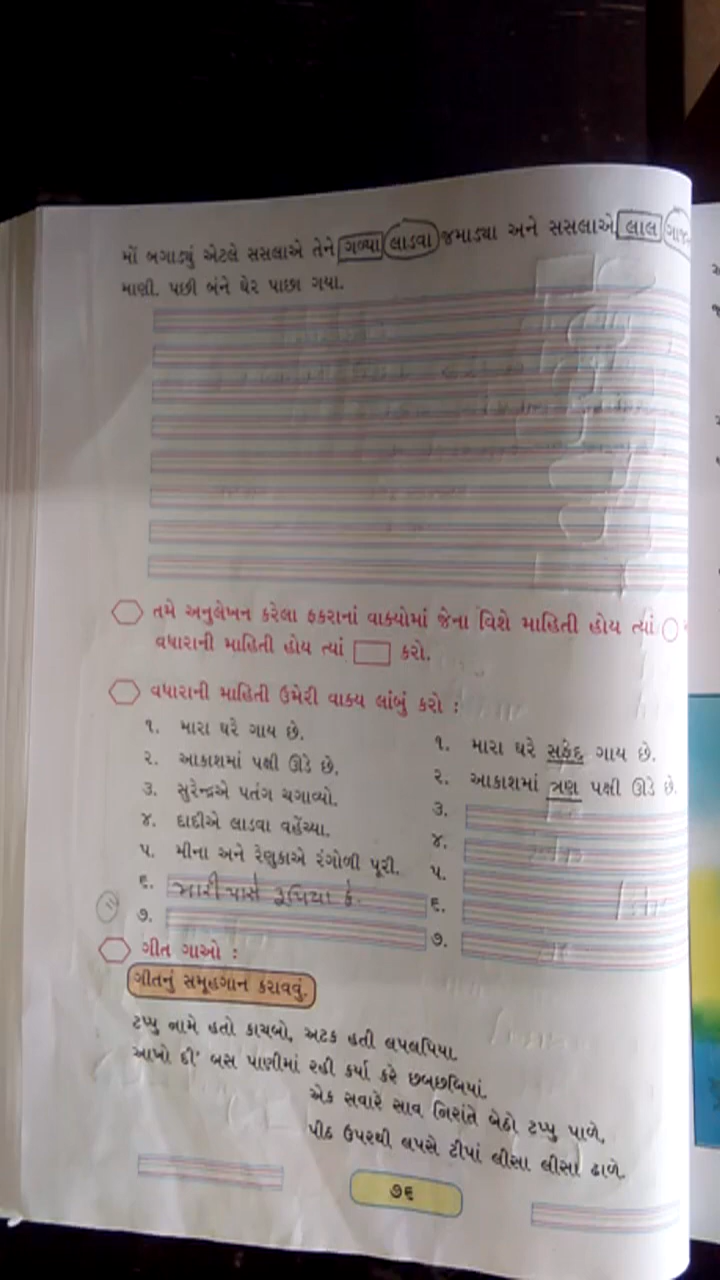 મોં બગાડ્યું એટલે સસલાએ તેને ગળ્યા લાડવા જમાડ્યા અને સસલાએ લાલ
માણી. પછી બંને ઘેર પાછા ગયા.
તમે અનુલેખન કરેલા ફકરાનાં વાક્યોમાં જેના વિશે માહિતી હોય ત્યાં
વધારાની માહિતી હોય ત્યાં કરો.
વધારાની માહિતી ઉમેરી વાક્ય લાંબું કરો :
૧. મારા ઘરે ગાય છે.
૨. આકાશમાં પક્ષી ઊડે છે.
૩. સુરેન્દ્રએ પતંગ ચગાવ્યો.
૪. દાદીએ લાડવા વહેંચ્યા.
૫. મીના અને રેણુકાએ રંગોળી પૂરી.
૬. મારી પાસે રૂપિયા છે.
૭.
૧. મારા ઘરે સફેદ ગાય છે.
૨. આકાશમાં ત્રણ પક્ષી ઊડે છે.
૩.
૪.
૫.
૬.
૭.
ગીત ગાઓ :
ગીતનું સમૂહગાન કરાવવું.
ટપ્પુ નામે હતો કાચબો, અટક હતી લપલપિયા.
આખો દી' બસ પાણીમાં રહી કર્યા કરે છબછબિયાં.
એક સવારે સાવ નિરાંતે બેઠો ટપ્પુ પાળે,
પીઠ ઉપરથી લપસે ટીપાં લીસા લીસા ઢાળે.
૭૬